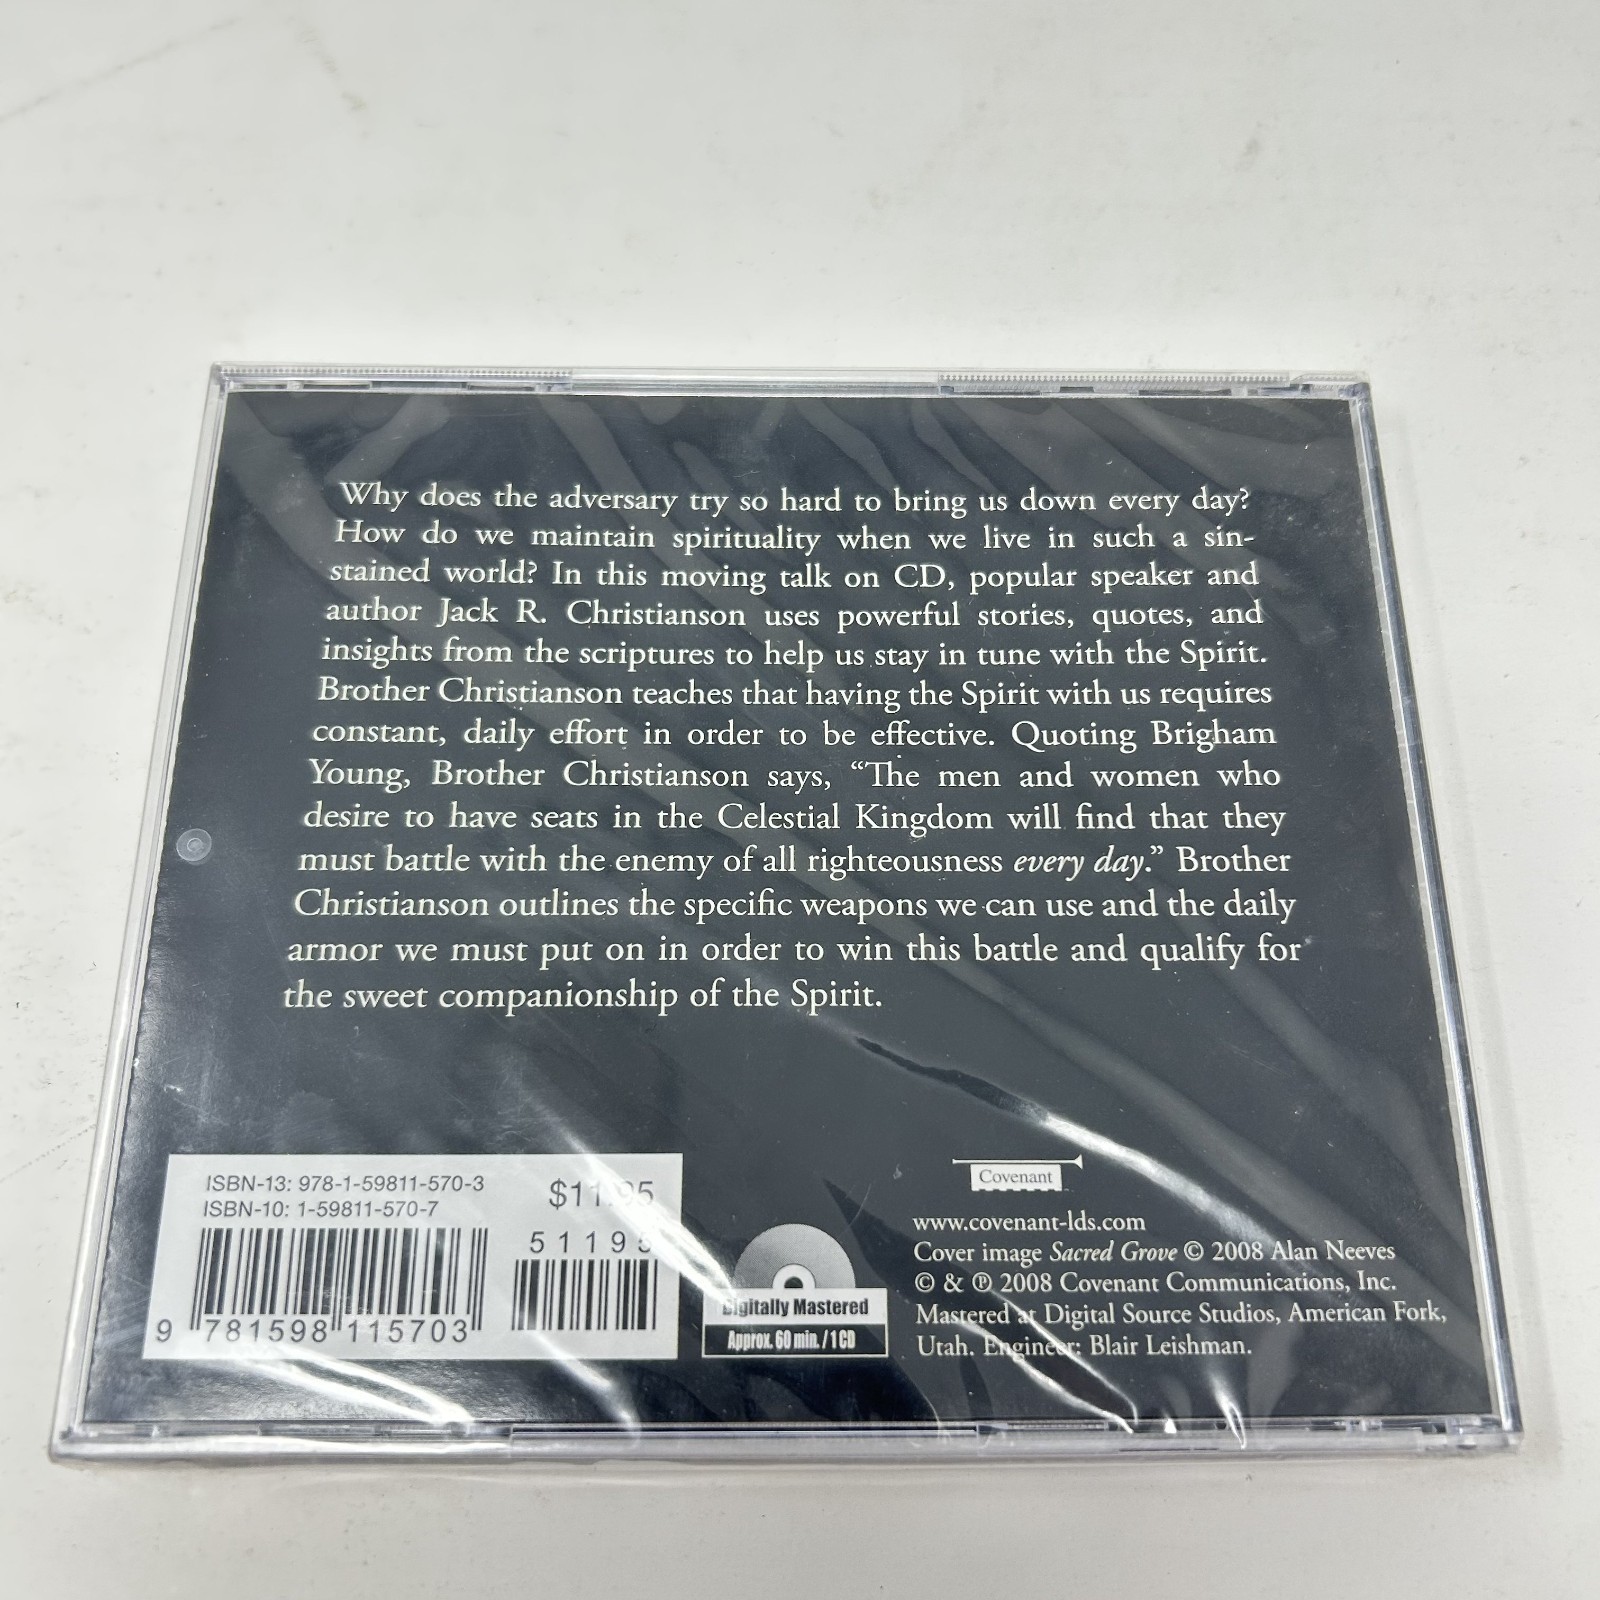 Why does the adversary try so hard to bring us down every day?
How do we maintain spirituality when we live in such a sin-
stained world? In this moving talk on CD, popular speaker and
author Jack R. Christianson uses powerful stories, quotes, and
insights from the scriptures to help us stay in tune with the Spirit.
Brother Christianson teaches that having the Spirit with us requires
constant, daily effort in order to be effective. Quoting Brigham
Young, Brother Christianson says, “The men and women who
desire to have seats in the Celestial Kingdom will find that they
must battle with the enemy of all righteousness every day.” Brother
Christianson outlines the specific weapons we can use and the daily
armor we must put on in order to win this battle and qualify for
the sweet companionship of the Spirit.
ISBN-13: 978-1-59811-570-3
ISBN-10: 1-59811-570-7
$11.95
51195
9 781598 115703
Digitally Mastered
Approx. 60 min. / 1 CD
Covenant
www.covenant-lds.com
Cover image Sacred Grove © 2008 Alan Neeves
© & ℗ 2008 Covenant Communications, Inc.
Mastered at Digital Source Studios, American Fork,
Utah. Engineer: Blair Leishman.